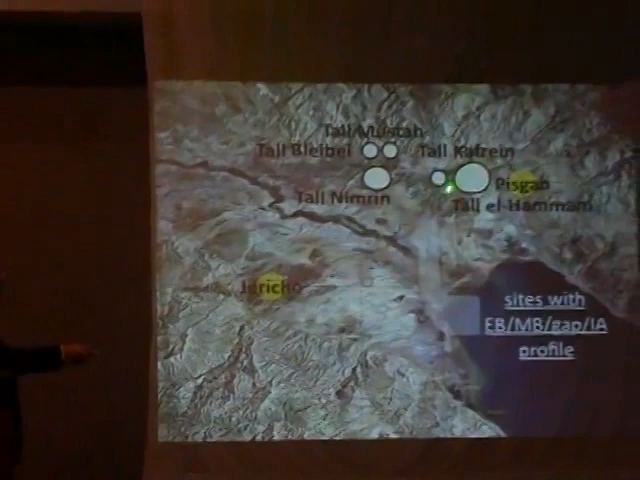 Tall Mustah
Tall Bleibel
Tall Kafrein
Pisgah
Tall Nimrin
Tall el-Hammam
Jericho
sites with
EB/MB/gap/IA
profile